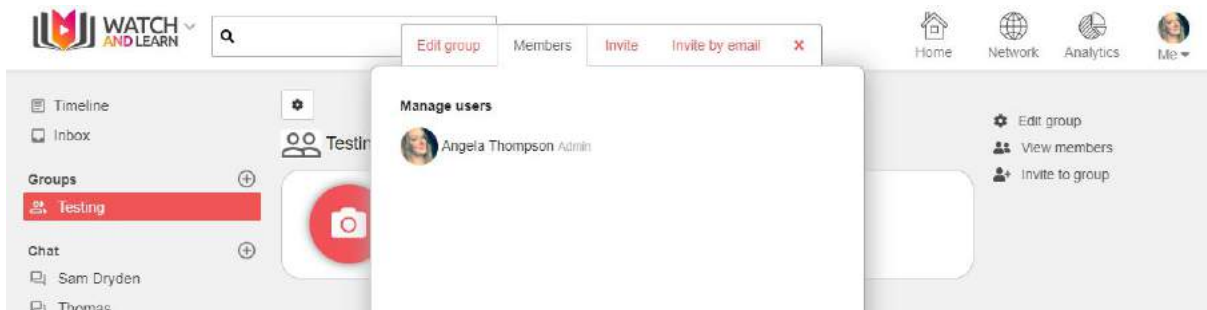 WATCH
AND LEARN
Edit group
Members
Invite
Invite by email
x
Home
Network
Analytics
Me
Timeline
Inbox
Groups
Testing
Chat
Sam Dryden
Thomas
Testin
Manage users
Angela Thompson Admin
Edit group
View members
Invite to group